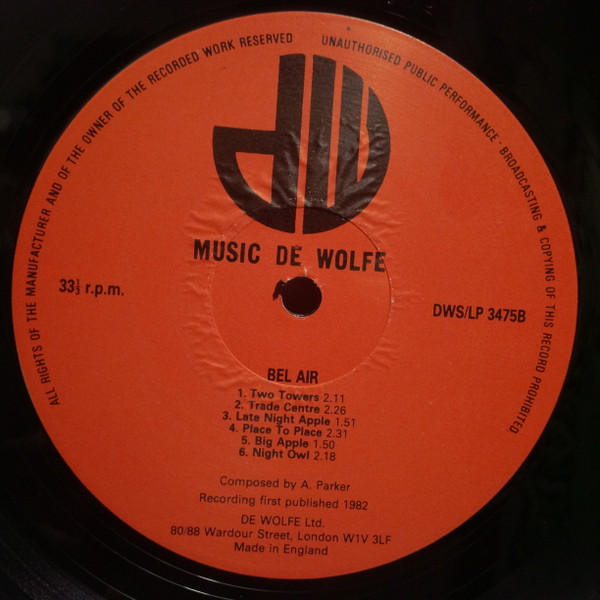 ALL RIGHTS OF THE MANUFACTURER AND OF THE OWNER OF THE RECORDED WORK RESERVED
UNAUTHORISED PUBLIC PERFORMANCE · BROADCASTING & COPYING OF THIS RECORD PROHIBITED
dW
MUSIC DE WOLFE
33⅓ r.p.m.
DWS/LP 3475B
BEL AIR
1. Two Towers 2.11
2. Trade Centre 2.26
3. Late Night Apple 1.51
4. Place To Place 2.31
5. Big Apple 1.50
6. Night Owl 2.18
Composed by A. Parker
Recording first published 1982
DE WOLFE Ltd.
80/88 Wardour Street, London W1V 3LF
Made in England